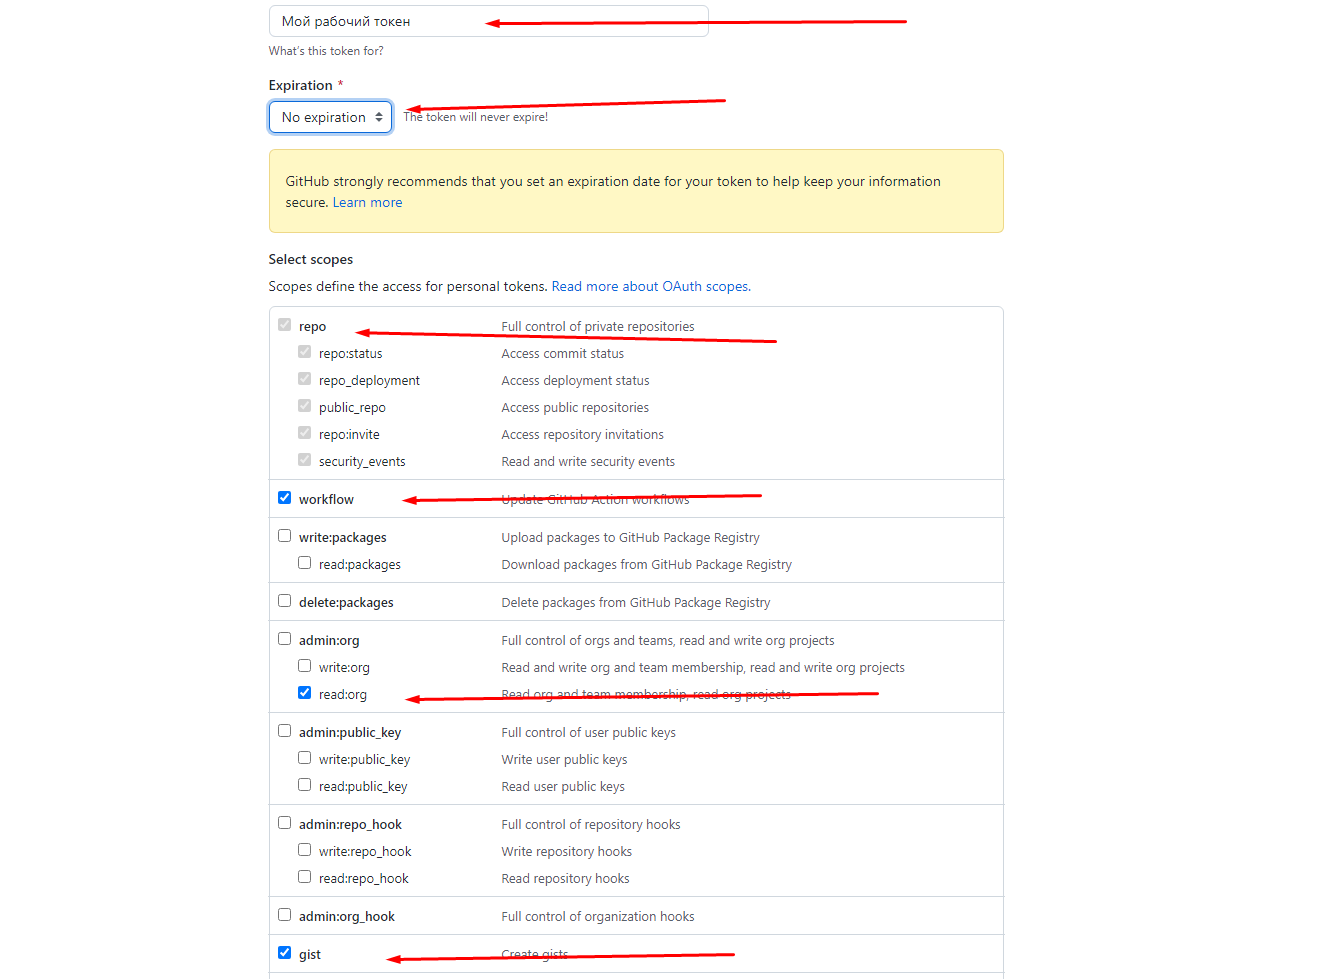 Мой рабочий токен
What's this token for?
Expiration *
No expiration The token will never expire!
GitHub strongly recommends that you set an expiration date for your token to help keep your information
secure. Learn more
Select scopes
Scopes define the access for personal tokens. Read more about OAuth scopes.
repo Full control of private repositories
repo:status Access commit status
repo_deployment Access deployment status
public_repo Access public repositories
repo:invite Access repository invitations
security_events Read and write security events
workflow Update GitHub Action workflows
write:packages Upload packages to GitHub Package Registry
read:packages Download packages from GitHub Package Registry
delete:packages Delete packages from GitHub Package Registry
admin:org Full control of orgs and teams, read and write org projects
write:org Read and write org and team membership, read and write org projects
read:org Read org and team membership, read org projects
admin:public_key Full control of user public keys
write:public_key Write user public keys
read:public_key Read user public keys
admin:repo_hook Full control of repository hooks
write:repo_hook Write repository hooks
read:repo_hook Read repository hooks
admin:org_hook Full control of organization hooks
gist Create gists